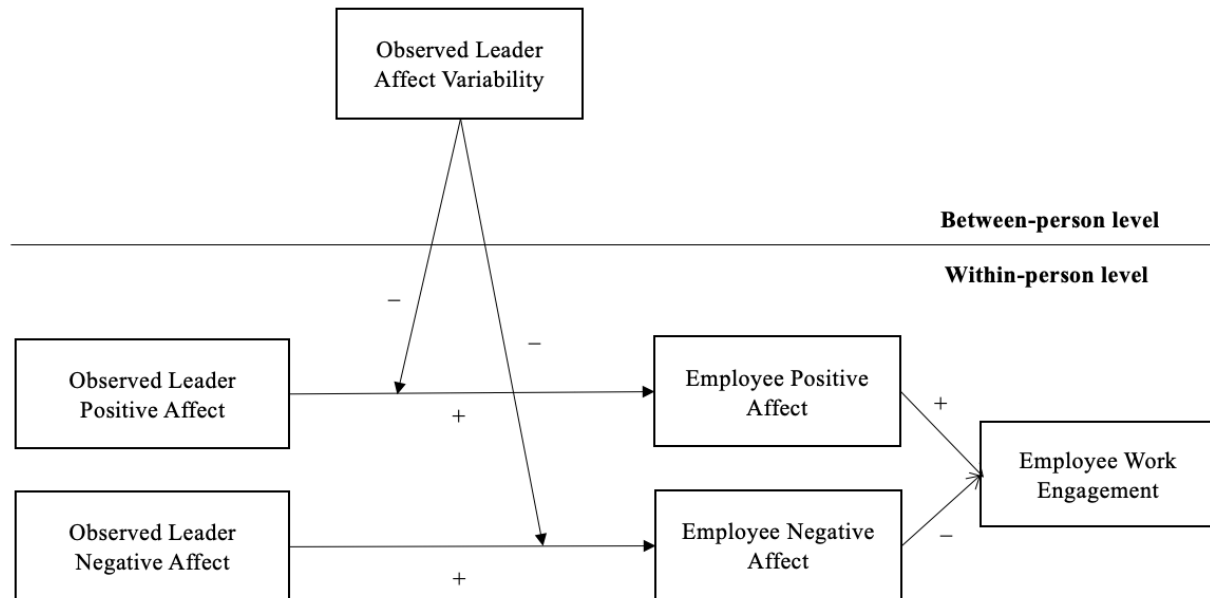 Observed Leader
Affect Variability
Between-person level
Within-person level
–
–
Observed Leader
Positive Affect
+
Employee Positive
Affect
+
Employee Work
Engagement
Observed Leader
Negative Affect
+
Employee Negative
Affect
–